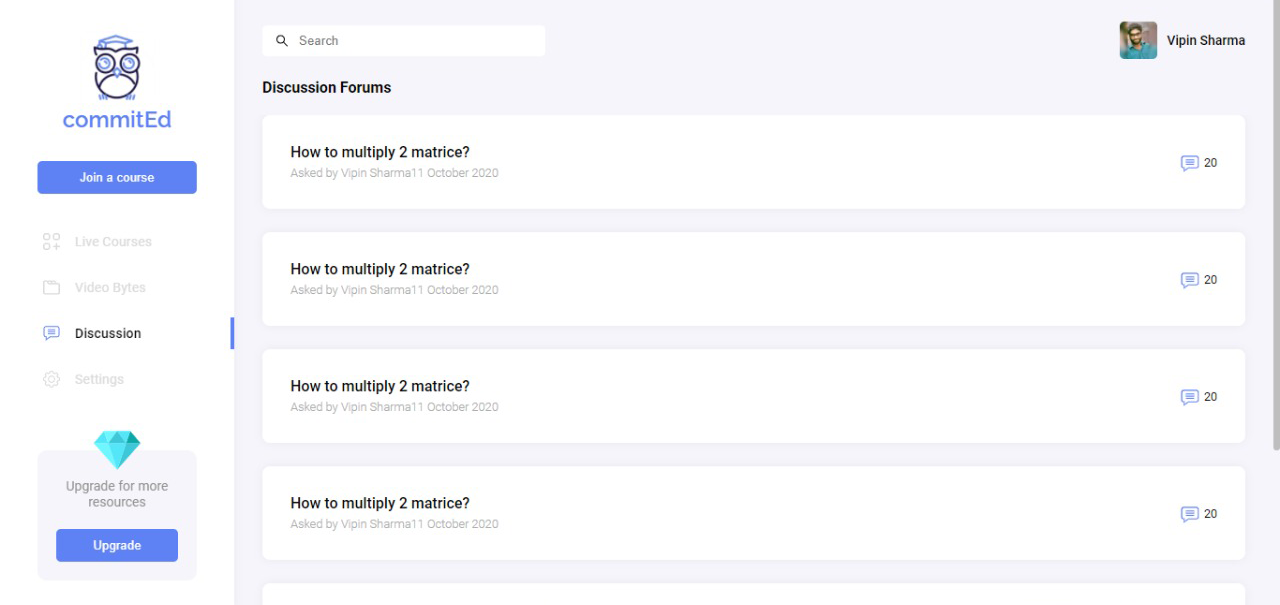 commitEd
Join a course
Live Courses
Video Bytes
Discussion
Settings
Upgrade for more
resources
Upgrade
Search
Vipin Sharma
Discussion Forums
How to multiply 2 matrice?
Asked by Vipin Sharma11 October 2020
20
How to multiply 2 matrice?
Asked by Vipin Sharma11 October 2020
20
How to multiply 2 matrice?
Asked by Vipin Sharma11 October 2020
20
How to multiply 2 matrice?
Asked by Vipin Sharma11 October 2020
20